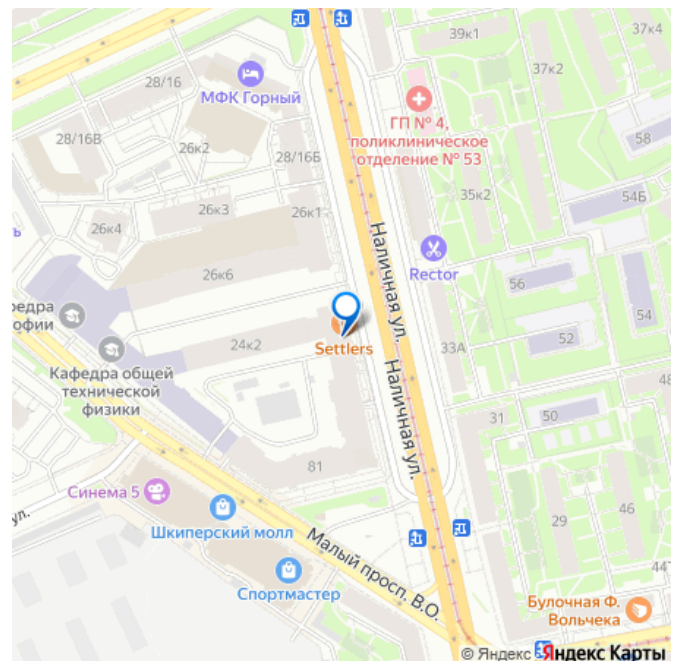 39к1
37к4
28/16
37к2
МФК Горный
ГП № 4,
поликлиническое
отделение № 53
28/16В
26к2
28/16Б
58
35к2
54Б
26к3
26к1
26к4
ть
Наличная ул.
Rector
26к6
56
едра
офии
54
24к2
Settlers
33А
52
Кафедра общей
технической
физики
48
Наличная ул.
31
50
81
Синема 5
ул.
Шкиперский молл
29
46
Малый просп. В.О.
44
Спортмастер
Булочная Ф.
Вольчека
© Яндекс Яндекс Карты